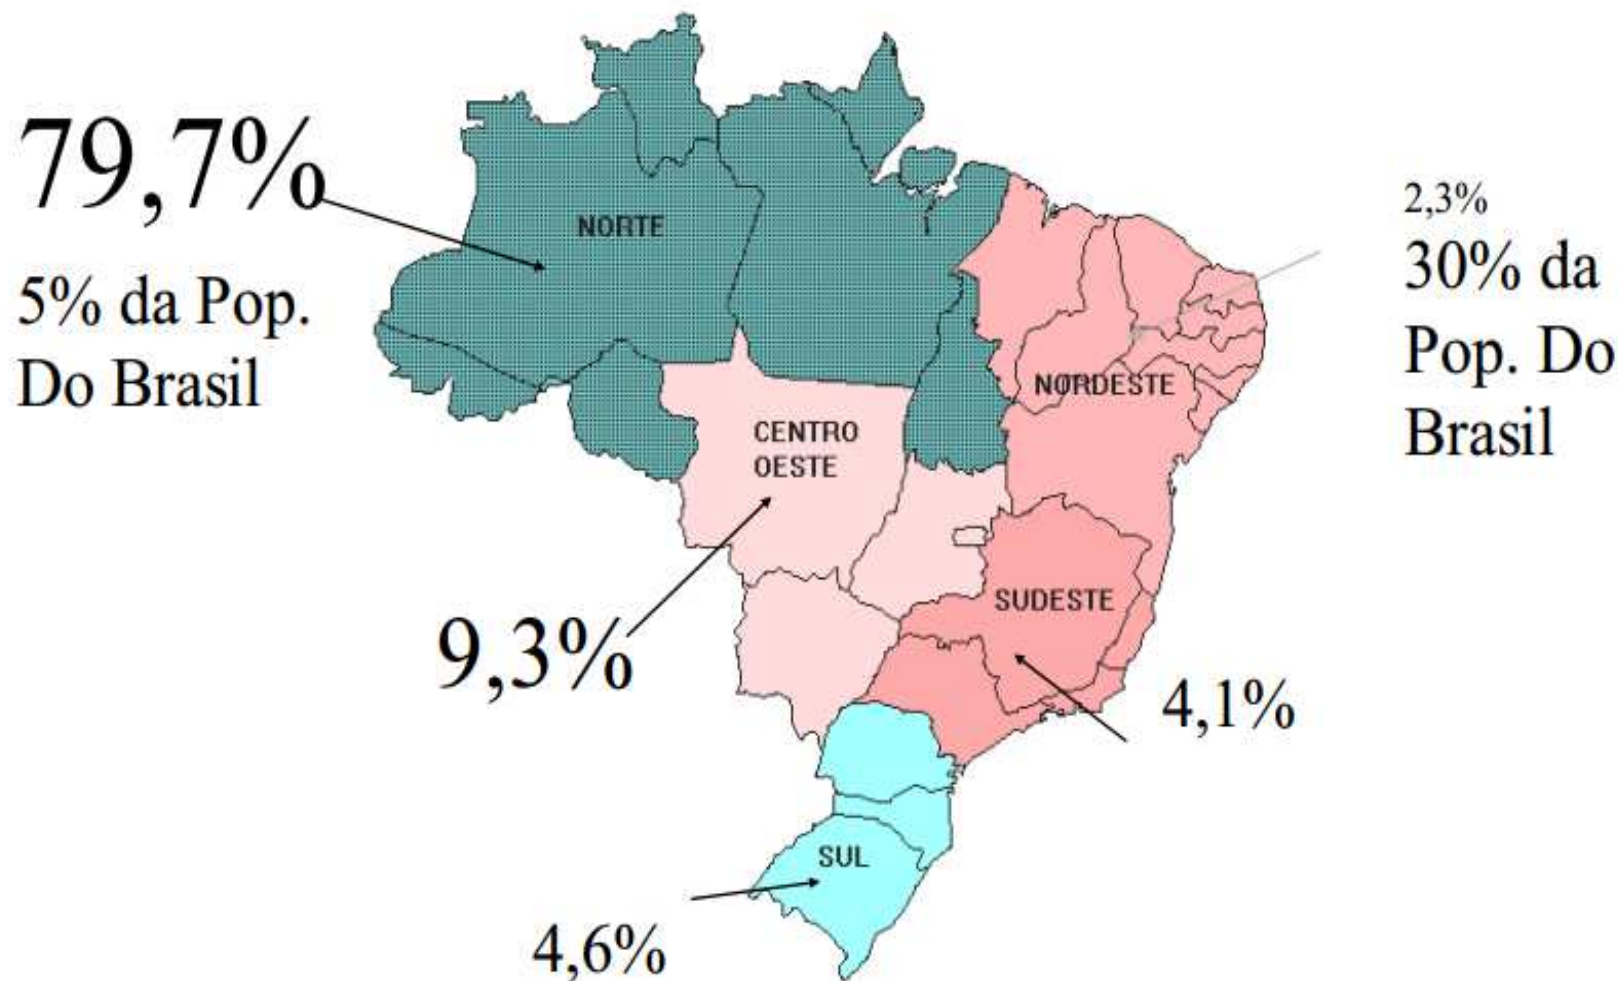 79,7%
5% da Pop.
Do Brasil
NORTE
2,3%
30% da
Pop. Do
Brasil
NORDESTE
CENTRO
OESTE
SUDESTE
9,3%
4,1%
SUL
4,6%